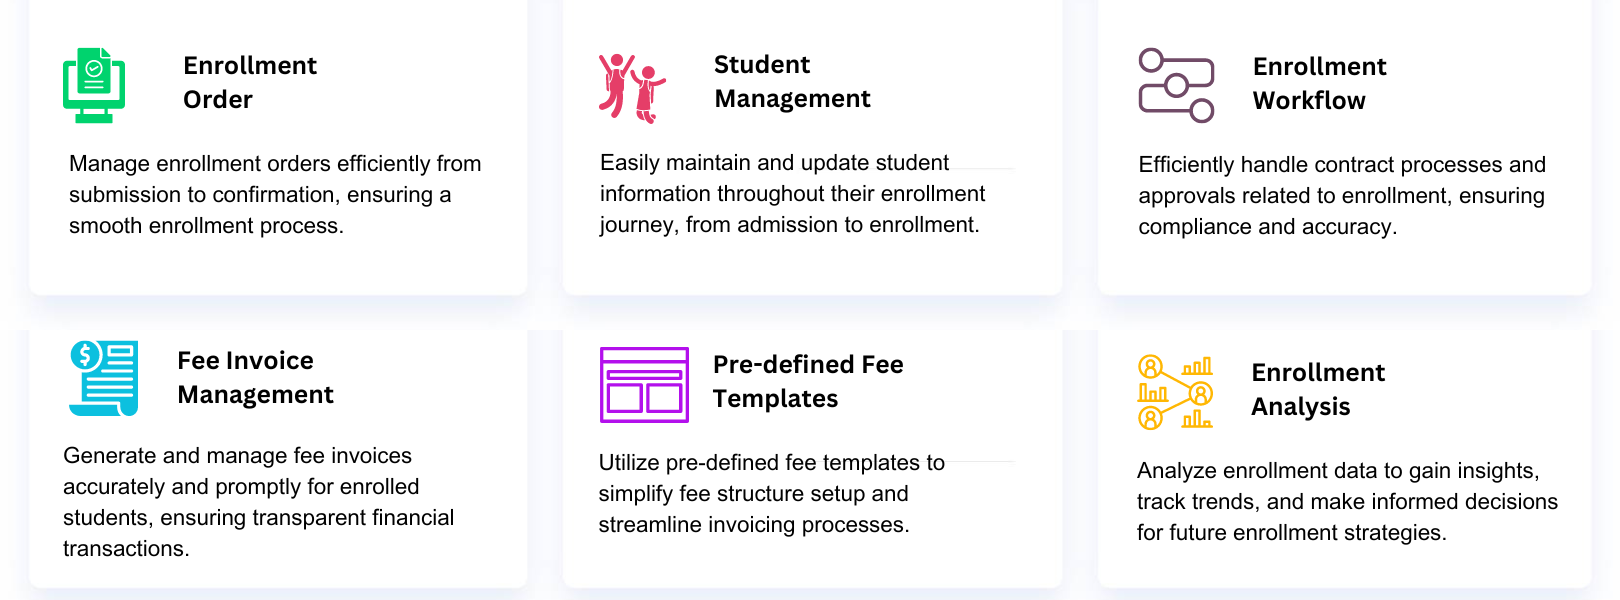 Enrollment
Order
Manage enrollment orders efficiently from
submission to confirmation, ensuring a
smooth enrollment process.
Student
Management
Easily maintain and update student
information throughout their enrollment
journey, from admission to enrollment.
Enrollment
Workflow
Efficiently handle contract processes and
approvals related to enrollment, ensuring
compliance and accuracy.
$
Fee Invoice
Management
Generate and manage fee invoices
accurately and promptly for enrolled
students, ensuring transparent financial
transactions.
Pre-defined Fee
Templates
Utilize pre-defined fee templates to
simplify fee structure setup and
streamline invoicing processes.
Enrollment
Analysis
Analyze enrollment data to gain insights,
track trends, and make informed decisions
for future enrollment strategies.